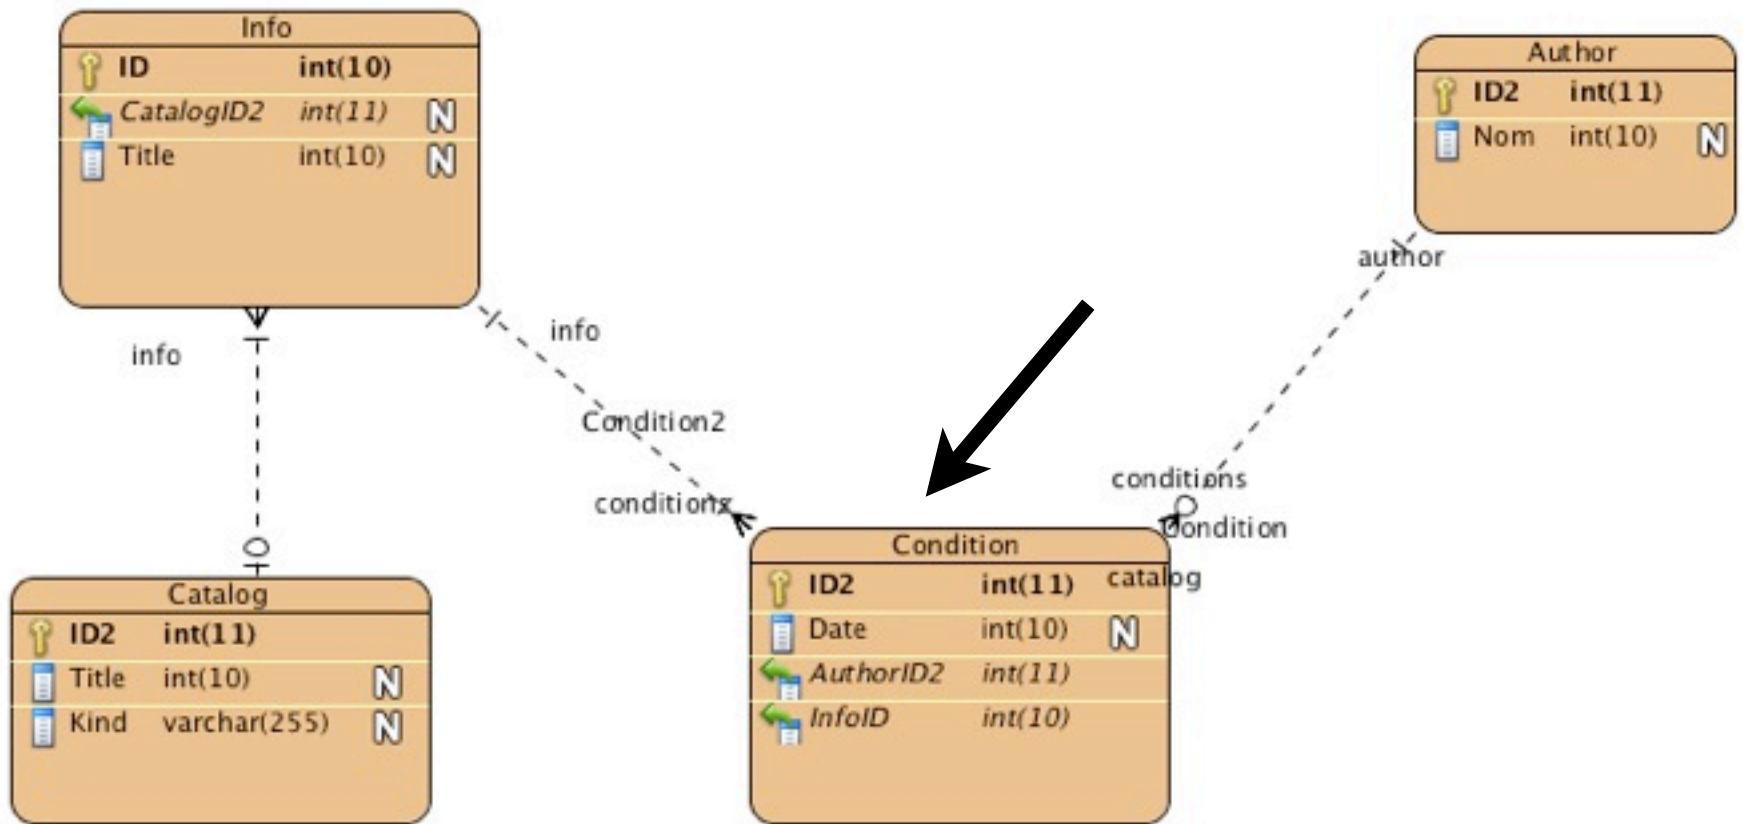 Info
ID int(10)
CatalogID2 int(11) N
Title int(10) N
Author
ID2 int(11)
Nom int(10) N
author
info
info
Condition2
conditions
conditions
Condition
Catalog
ID2 int(11)
Title int(10) N
Kind varchar(255) N
Condition
ID2 int(11) catalog
Date int(10) N
AuthorID2 int(11)
InfoID int(10)